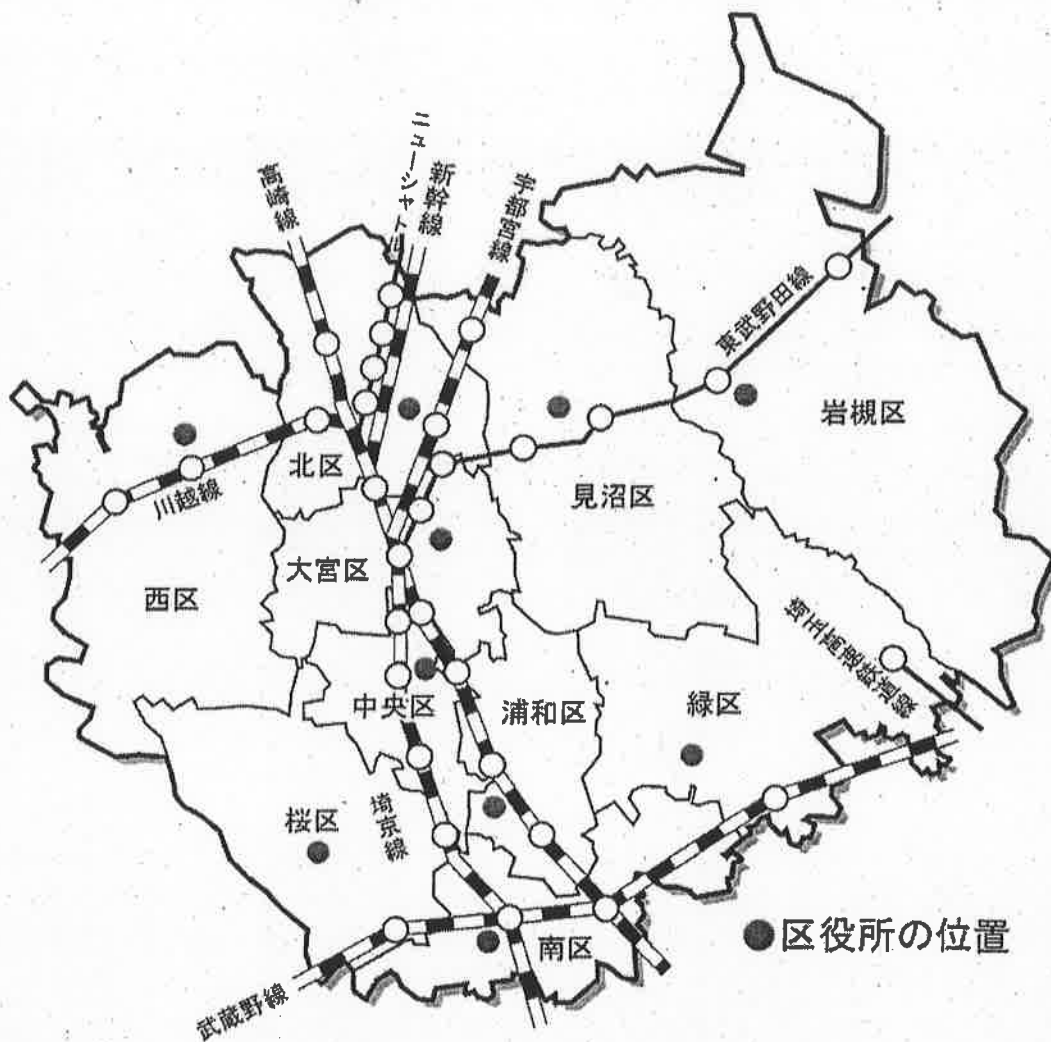 ニューシャトル
新幹線
高崎線
宇都宮線
東武野田線
岩槻区
北区
川越線
見沼区
大宮区
西区
埼玉高速鉄道線
中央区
浦和区
緑区
桜区
埼京線
●区役所の位置
南区
武蔵野線